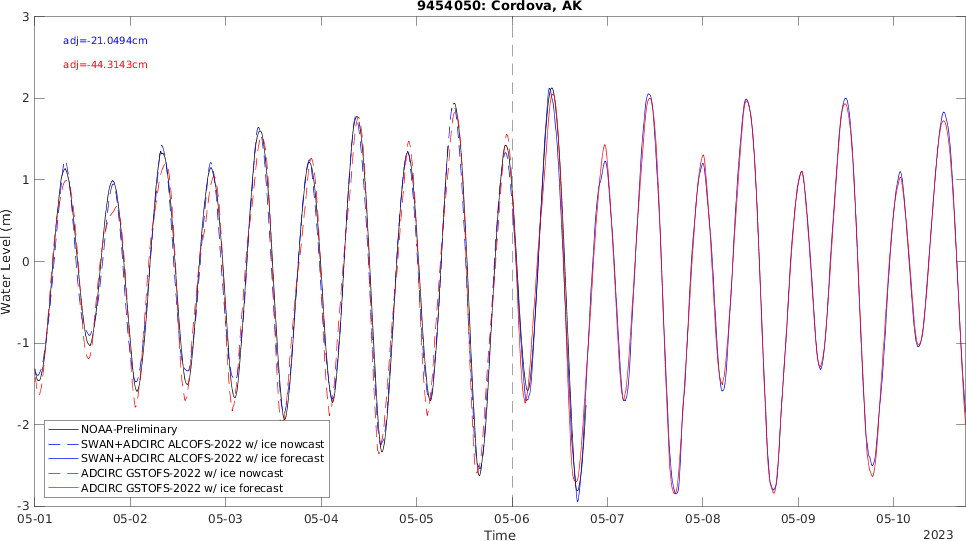 9454050: Cordova, AK
adj=-21.0494cm
adj=-44.3143cm
3
2
1
0
-1
-2
-3
Water Level (m)
NOAA-Preliminary
SWAN+ADCIRC ALCOFS-2022 w/ ice nowcast
SWAN+ADCIRC ALCOFS-2022 w/ ice forecast
ADCIRC GSTOFS-2022 w/ ice nowcast
ADCIRC GSTOFS-2022 w/ ice forecast
05-01 05-02 05-03 05-04 05-05 05-06 05-07 05-08 05-09 05-10
Time
2023